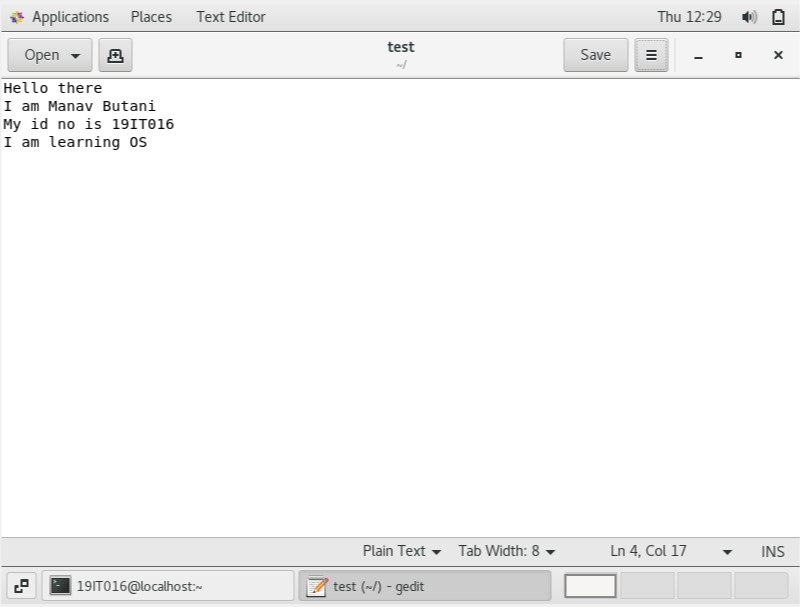 Applications Places Text Editor Thu 12:29
Open test Save
~/
Hello there
I am Manav Butani
My id no is 19IT016
I am learning OS
Plain Text Tab Width: 8 Ln 4, Col 17 INS
19IT016@localhost:~ test (~/) - gedit